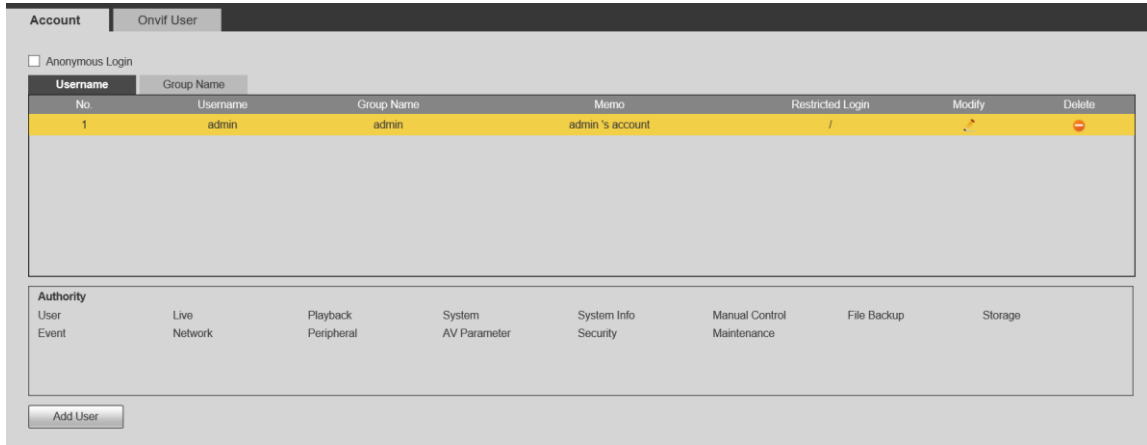 Account Onvif User
Anonymous Login
Username Group Name
No. Username Group Name Memo Restricted Login Modify Delete
1 admin admin admin 's account /
Authority
User Live Playback System System Info Manual Control File Backup Storage
Event Network Peripheral AV Parameter Security Maintenance
Add User